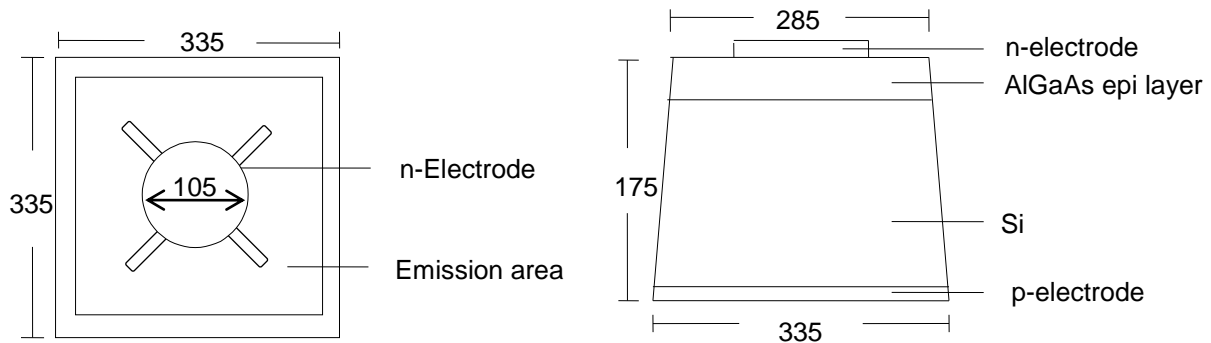 335
335
105
n-Electrode
Emission area
285
n-electrode
AlGaAs epi layer
175
Si
p-electrode
335